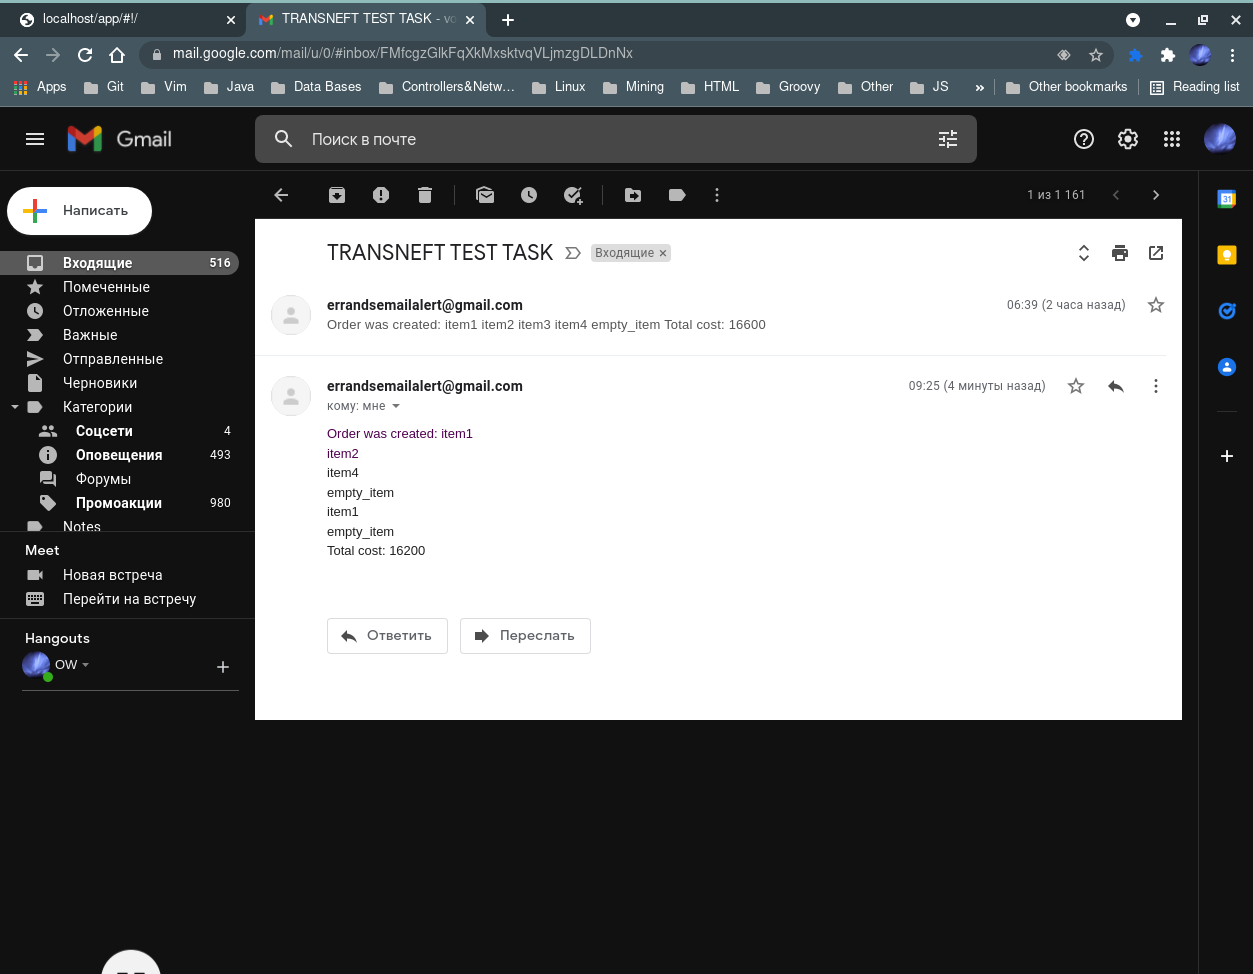 localhost/app/#!/
TRANSNEFT TEST TASK - vo
mail.google.com/mail/u/0/#inbox/FMfcgzGlkFqXkMxsktvqVLjmzgDLDnNx
Apps Git Vim Java Data Bases Controllers&Netw… Linux Mining HTML Groovy Other JS » Other bookmarks Reading list
Gmail
Поиск в почте
Написать
1 из 1 161
31
Входящие 516
Помеченные
Отложенные
Важные
Отправленные
Черновики
Категории
Соцсети 4
Оповещения 493
Форумы
Промоакции 980
Notes
Meet
Новая встреча
Перейти на встречу
Hangouts
OW
TRANSNEFT TEST TASK Входящие ×
errandsemailalert@gmail.com 06:39 (2 часа назад)
Order was created: item1 item2 item3 item4 empty_item Total cost: 16600
errandsemailalert@gmail.com 09:25 (4 минуты назад)
кому: мне
Order was created: item1
item2
item4
empty_item
item1
empty_item
Total cost: 16200
Ответить Переслать